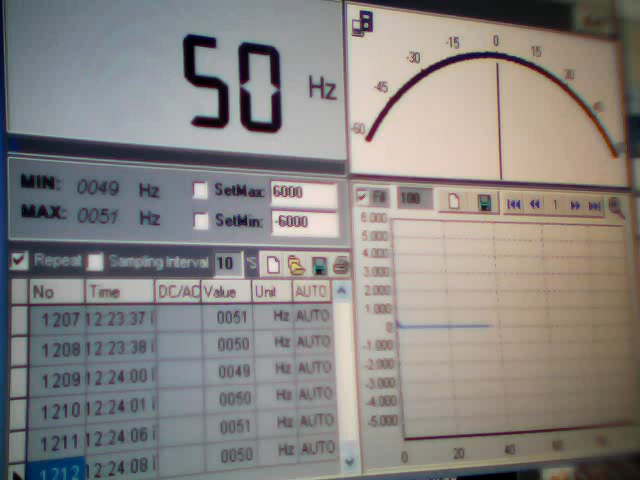 50 Hz
-60 -45 -30 -15 0 15 30 45 60
MIN: 0049 Hz SetMax: 6000
MAX: 0051 Hz SetMin: -6000
Fit 100 1
Repeat Sampling Interval 10 'S
No Time DC/AC Value Unit AUTO
1207 12:23:37 0051 Hz AUTO
1208 12:23:38 0050 Hz AUTO
1209 12:24:00 0049 Hz AUTO
1210 12:24:01 0050 Hz AUTO
1211 12:24:06 0051 Hz AUTO
1212 12:24:08 0050 Hz AUTO
6.000
5.000
4.000
3.000
2.000
1.000
0
-1.000
-2.000
-3.000
-4.000
-5.000
0 20 40 60 80